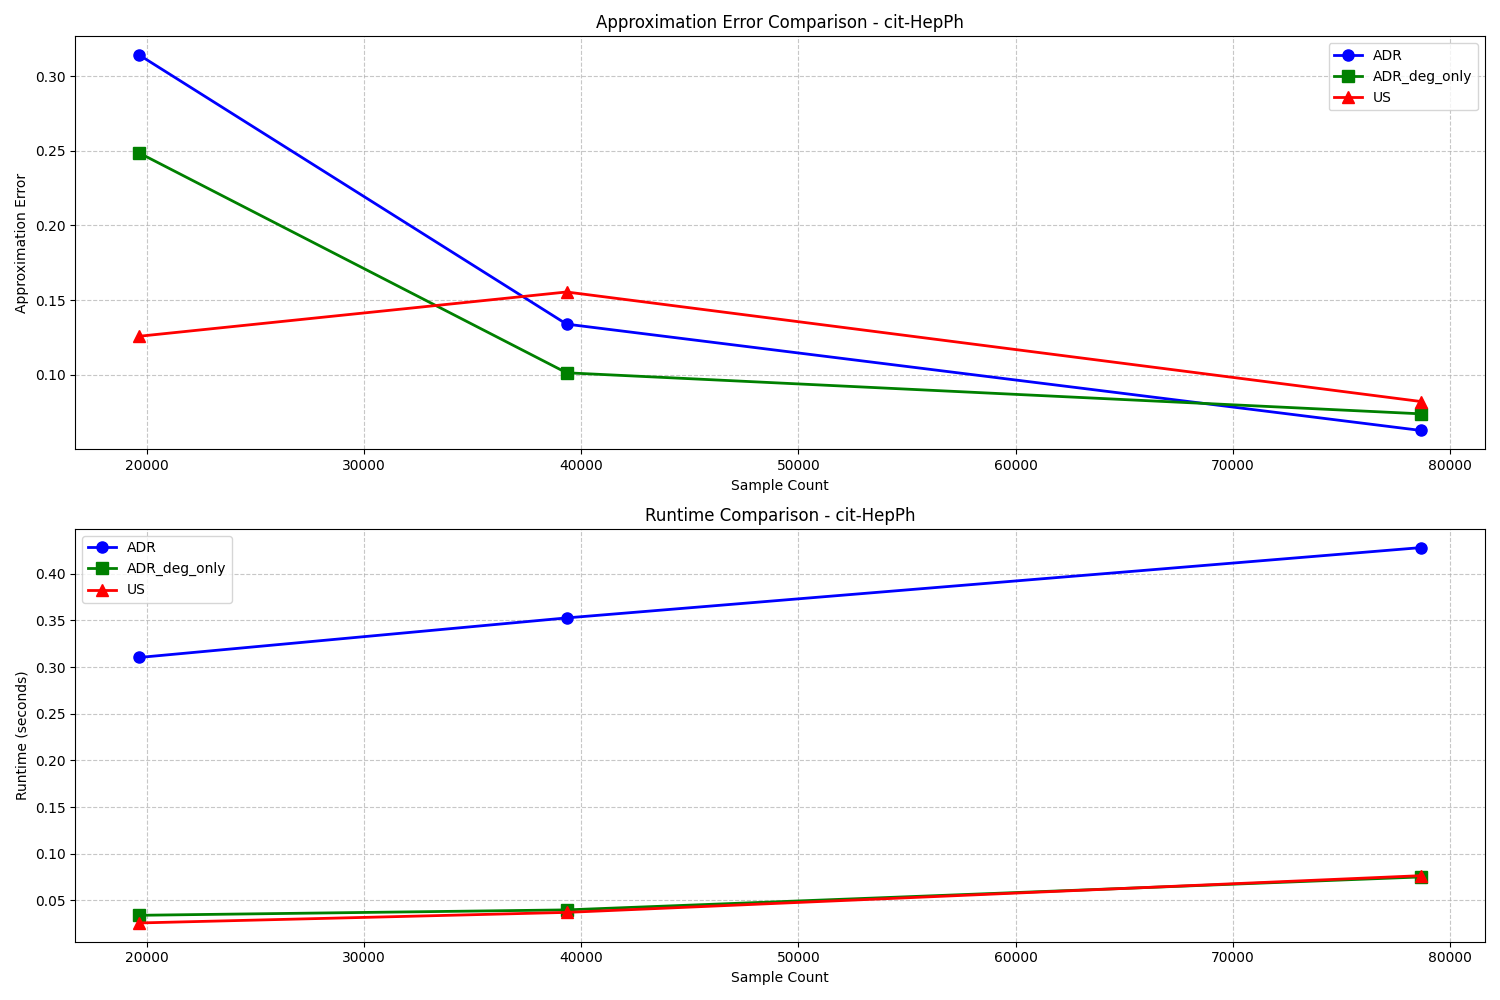 Approximation Error Comparison - cit-HepPh
ADR
ADR_deg_only
US
Approximation Error
0.30
0.25
0.20
0.15
0.10
20000 30000 40000 50000 60000 70000 80000
Sample Count
Runtime Comparison - cit-HepPh
ADR
ADR_deg_only
US
Runtime (seconds)
0.40
0.35
0.30
0.25
0.20
0.15
0.10
0.05
20000 30000 40000 50000 60000 70000 80000
Sample Count